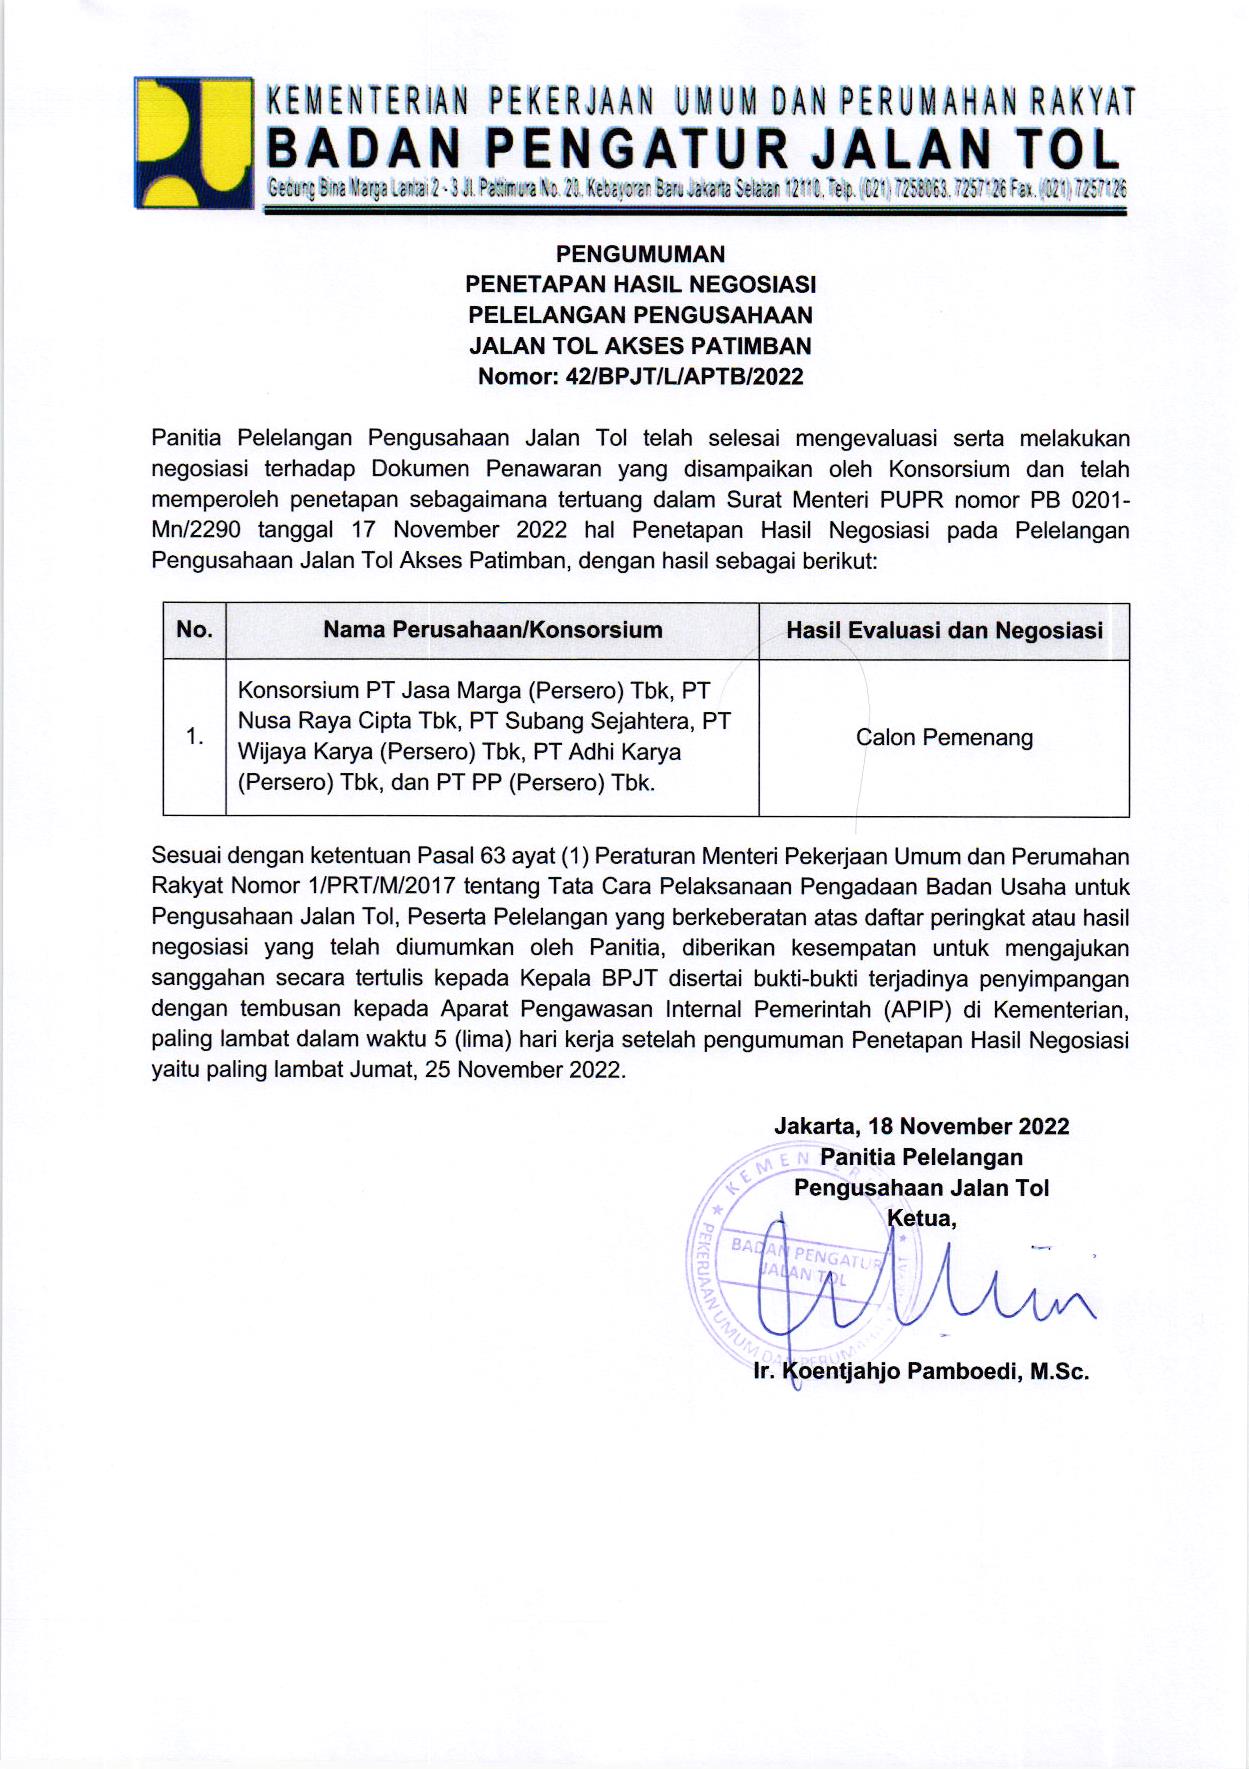 KEMENTERIAN PEKERJAAN UMUM DAN PERUMAHAN RAKYAT
BADAN PENGATUR JALAN TOL
Gedung Bina Marga Lantai 2 - 3 Jl. Pattimura No. 20. Kebayoran Baru Jakarta Selatan 12110. Telp. (021) 7258063. 7257126 Fax. (021) 7257126
PENGUMUMAN
PENETAPAN HASIL NEGOSIASI
PELELANGAN PENGUSAHAAN
JALAN TOL AKSES PATIMBAN
Nomor: 42/BPJT/L/APTB/2022
Panitia Pelelangan Pengusahaan Jalan Tol telah selesai mengevaluasi serta melakukan
negosiasi terhadap Dokumen Penawaran yang disampaikan oleh Konsorsium dan telah
memperoleh penetapan sebagaimana tertuang dalam Surat Menteri PUPR nomor PB 0201-
Mn/2290 tanggal 17 November 2022 hal Penetapan Hasil Negosiasi pada Pelelangan
Pengusahaan Jalan Tol Akses Patimban, dengan hasil sebagai berikut:
No. Nama Perusahaan/Konsorsium Hasil Evaluasi dan Negosiasi
Konsorsium PT Jasa Marga (Persero) Tbk, PT
Nusa Raya Cipta Tbk, PT Subang Sejahtera, PT
1. Wijaya Karya (Persero) Tbk, PT Adhi Karya Calon Pemenang
(Persero) Tbk, dan PT PP (Persero) Tbk.
Sesuai dengan ketentuan Pasal 63 ayat (1) Peraturan Menteri Pekerjaan Umum dan Perumahan
Rakyat Nomor 1/PRT/M/2017 tentang Tata Cara Pelaksanaan Pengadaan Badan Usaha untuk
Pengusahaan Jalan Tol, Peserta Pelelangan yang berkeberatan atas daftar peringkat atau hasil
negosiasi yang telah diumumkan oleh Panitia, diberikan kesempatan untuk mengajukan
sanggahan secara tertulis kepada Kepala BPJT disertai bukti-bukti terjadinya penyimpangan
dengan tembusan kepada Aparat Pengawasan Internal Pemerintah (APIP) di Kementerian,
paling lambat dalam waktu 5 (lima) hari kerja setelah pengumuman Penetapan Hasil Negosiasi
yaitu paling lambat Jumat, 25 November 2022.
Jakarta, 18 November 2022
Panitia Pelelangan
Pengusahaan Jalan Tol
Ketua,
BADAN PENGATUR
JALAN TOL
PEKERJAAN UMUM DAN
Ir. Koentjahjo Pamboedi, M.Sc.